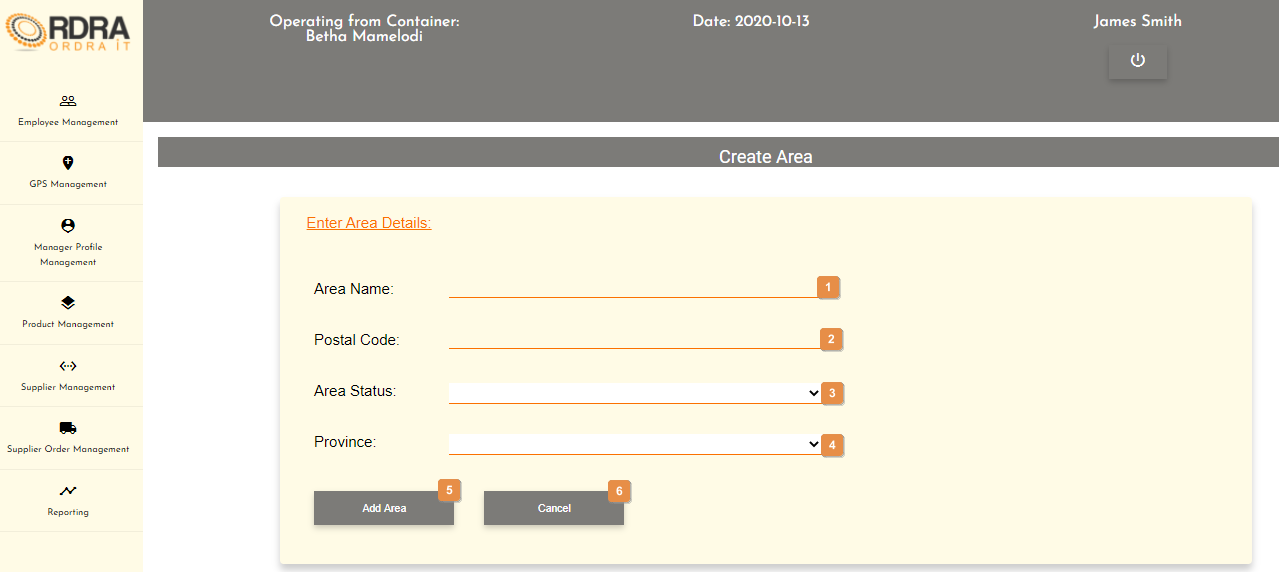 ORDRA
ORDRA IT
Operating from Container:
Betha Mamelodi
Date: 2020-10-13
James Smith
Employee Management
GPS Management
Manager Profile
Management
Product Management
Supplier Management
Supplier Order Management
Reporting
Create Area
Enter Area Details:
Area Name:
1
Postal Code:
2
Area Status:
3
Province:
4
Add Area
5
Cancel
6